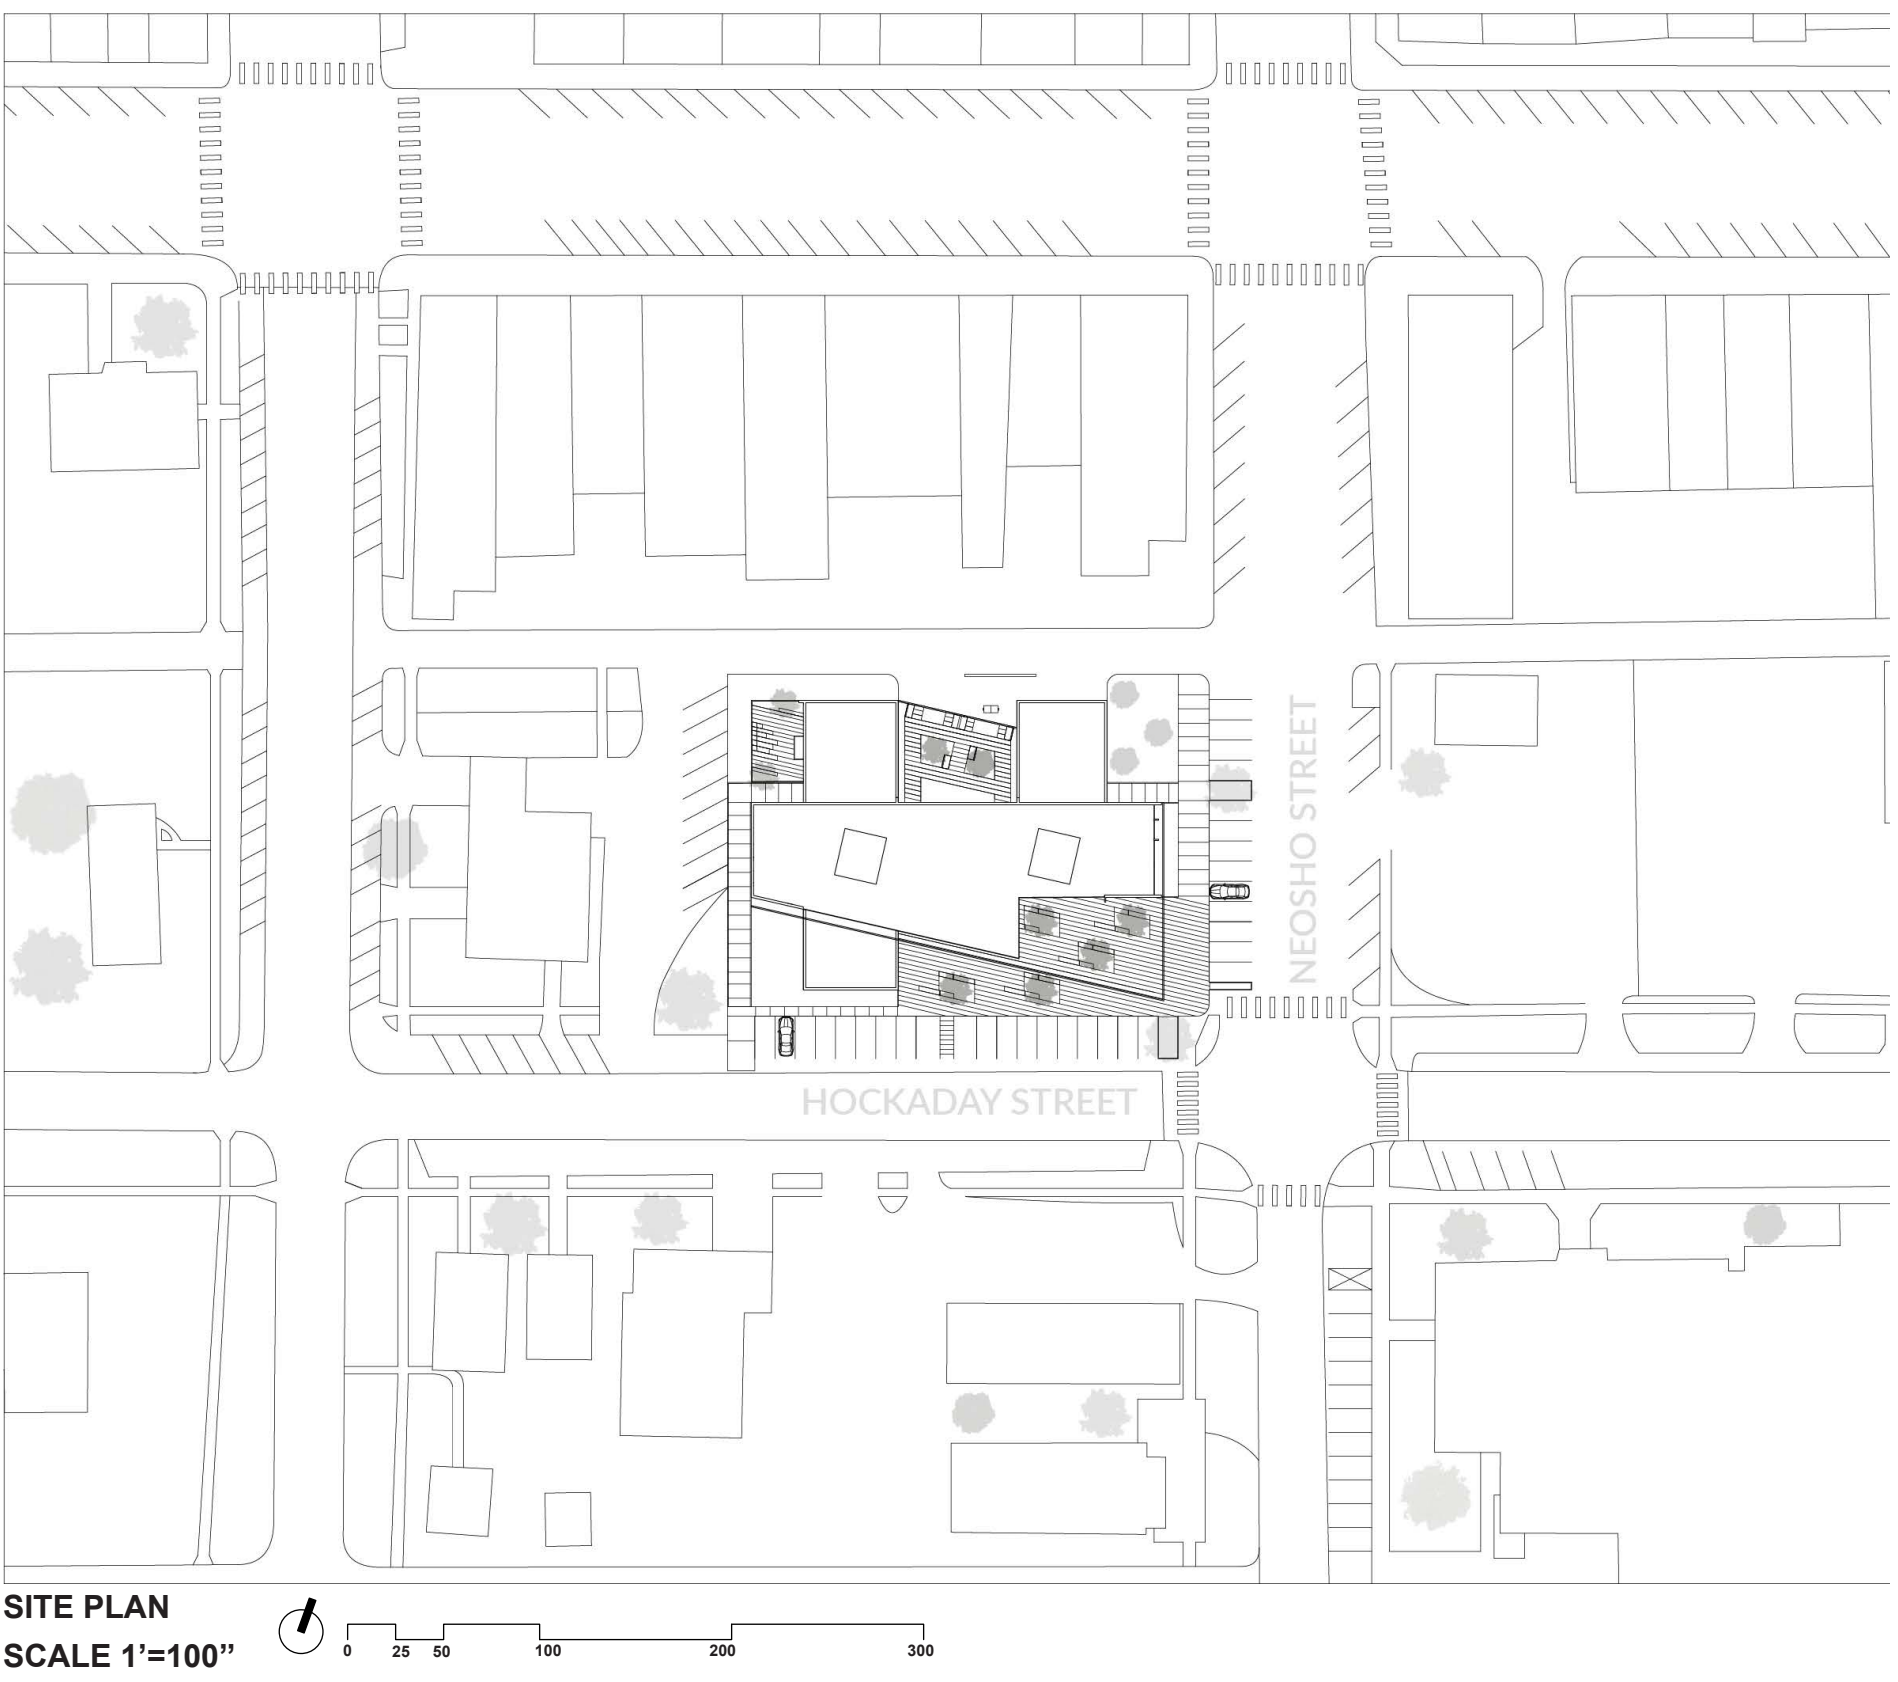 NEOSHO STREET
HOCKADAY STREET
SITE PLAN
SCALE 1’=100”
0 25 50 100 200 300